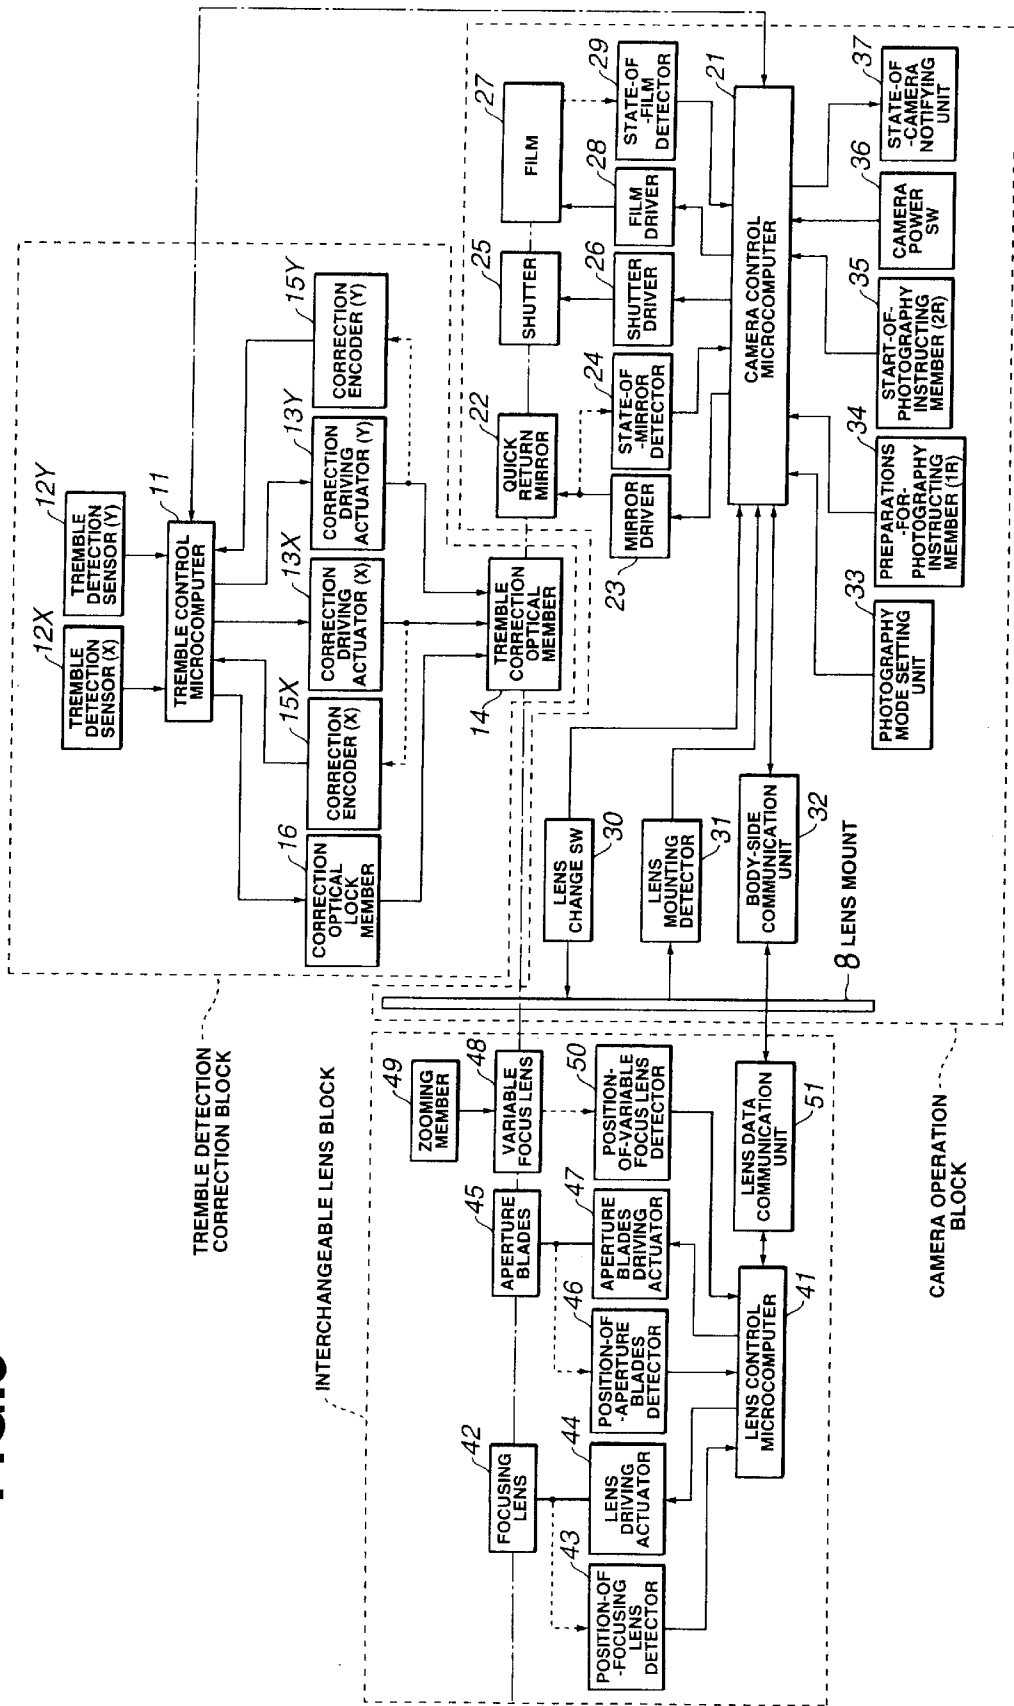 TREMBLE DETECTION
CORRECTION BLOCK
12X
TREMBLE
DETECTION
SENSOR (X)
12Y
TREMBLE
DETECTION
SENSOR (Y)
11
TREMBLE CONTROL
MICROCOMPUTER
16
CORRECTION
OPTICAL
LOCK
MEMBER
15X
CORRECTION
ENCODER (X)
13X
CORRECTION
DRIVING
ACTUATOR (X)
13Y
CORRECTION
DRIVING
ACTUATOR (Y)
15Y
CORRECTION
ENCODER (Y)
14
TREMBLE
CORRECTION
OPTICAL
MEMBER
INTERCHANGEABLE LENS BLOCK
49
ZOOMING
MEMBER
42
FOCUSING
LENS
45
APERTURE
BLADES
48
VARIABLE
FOCUS LENS
43
POSITION-OF
-FOCUSING
LENS
DETECTOR
44
LENS
DRIVING
ACTUATOR
46
POSITION-OF
-APERTURE
BLADES
DETECTOR
47
APERTURE
BLADES
DRIVING
ACTUATOR
50
POSITION-
OF-VARIABLE
FOCUS LENS
DETECTOR
LENS CONTROL
MICROCOMPUTER
41
LENS DATA
COMMUNICATION
UNIT
51
8 LENS MOUNT
CAMERA OPERATION
BLOCK
22
QUICK
RETURN
MIRROR
25
SHUTTER
27
FILM
23
MIRROR DRIVER
24
STATE-OF
-MIRROR
DETECTOR
26
SHUTTER
DRIVER
28
FILM
DRIVER
29
STATE-OF
-FILM
DETECTOR
LENS
CHANGE SW
30
LENS
MOUNTING
DETECTOR
31
BODY-SIDE
COMMUNICATION
UNIT
32
21
CAMERA CONTROL
MICROCOMPUTER
33
PHOTOGRAPHY
MODE SETTING
UNIT
34
PREPARATIONS
-FOR-
PHOTOGRAPHY
INSTRUCTING
MEMBER (1R)
35
START-OF-
PHOTOGRAPHY
INSTRUCTING
MEMBER (2R)
36
CAMERA
POWER
SW
37
STATE-OF
-CAMERA
NOTIFYING
UNIT